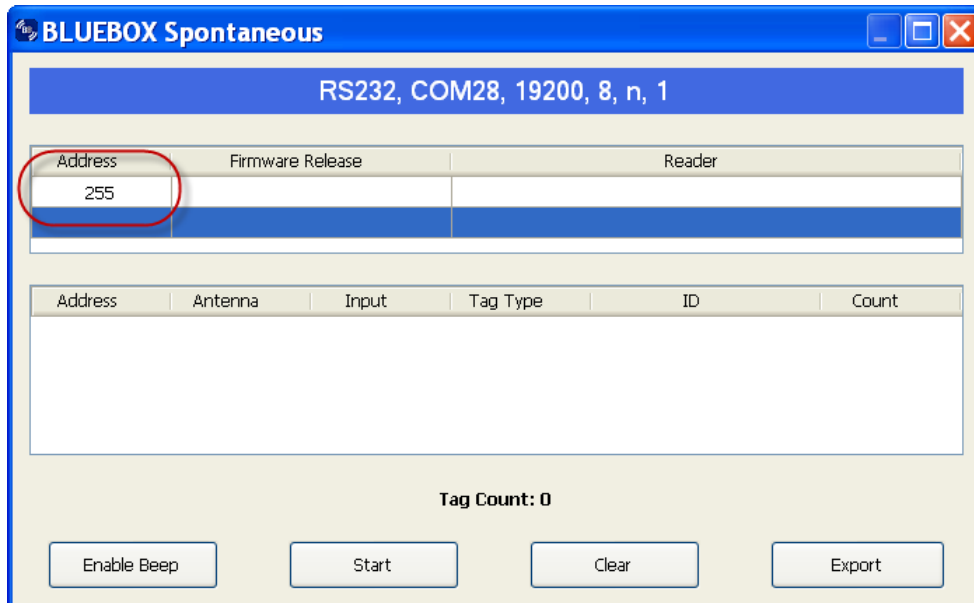 BLUEBOX Spontaneous
RS232, COM28, 19200, 8, n, 1
Address Firmware Release Reader
255
Address Antenna Input Tag Type ID Count
Tag Count: 0
Enable Beep Start Clear Export